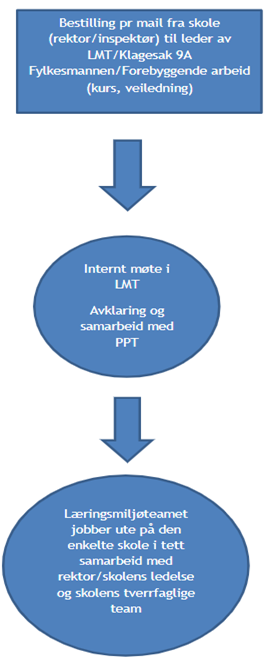 Bestilling pr mail fra skole
(rektor/inspektør) til leder av
LMT/Klagesak 9A
Fylkesmannen/Forebyggende arbeid
(kurs, veiledning)
Internt møte i
LMT
Avklaring og
samarbeid med
PPT
Læringsmiljøteamet
jobber ute på den
enkelte skole i tett
samarbeid med
rektor/skolens ledelse
og skolens tverrfaglige
team